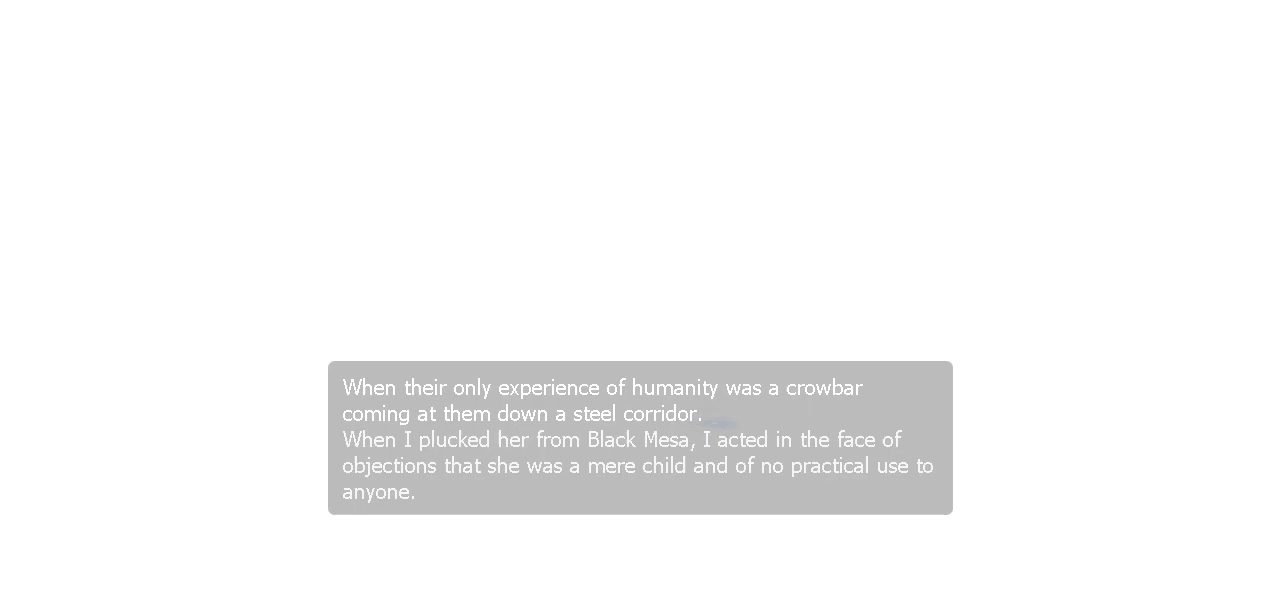 When their only experience of humanity was a crowbar
coming at them down a steel corridor.
When I plucked her from Black Mesa, I acted in the face of
objections that she was a mere child and of no practical use to
anyone.